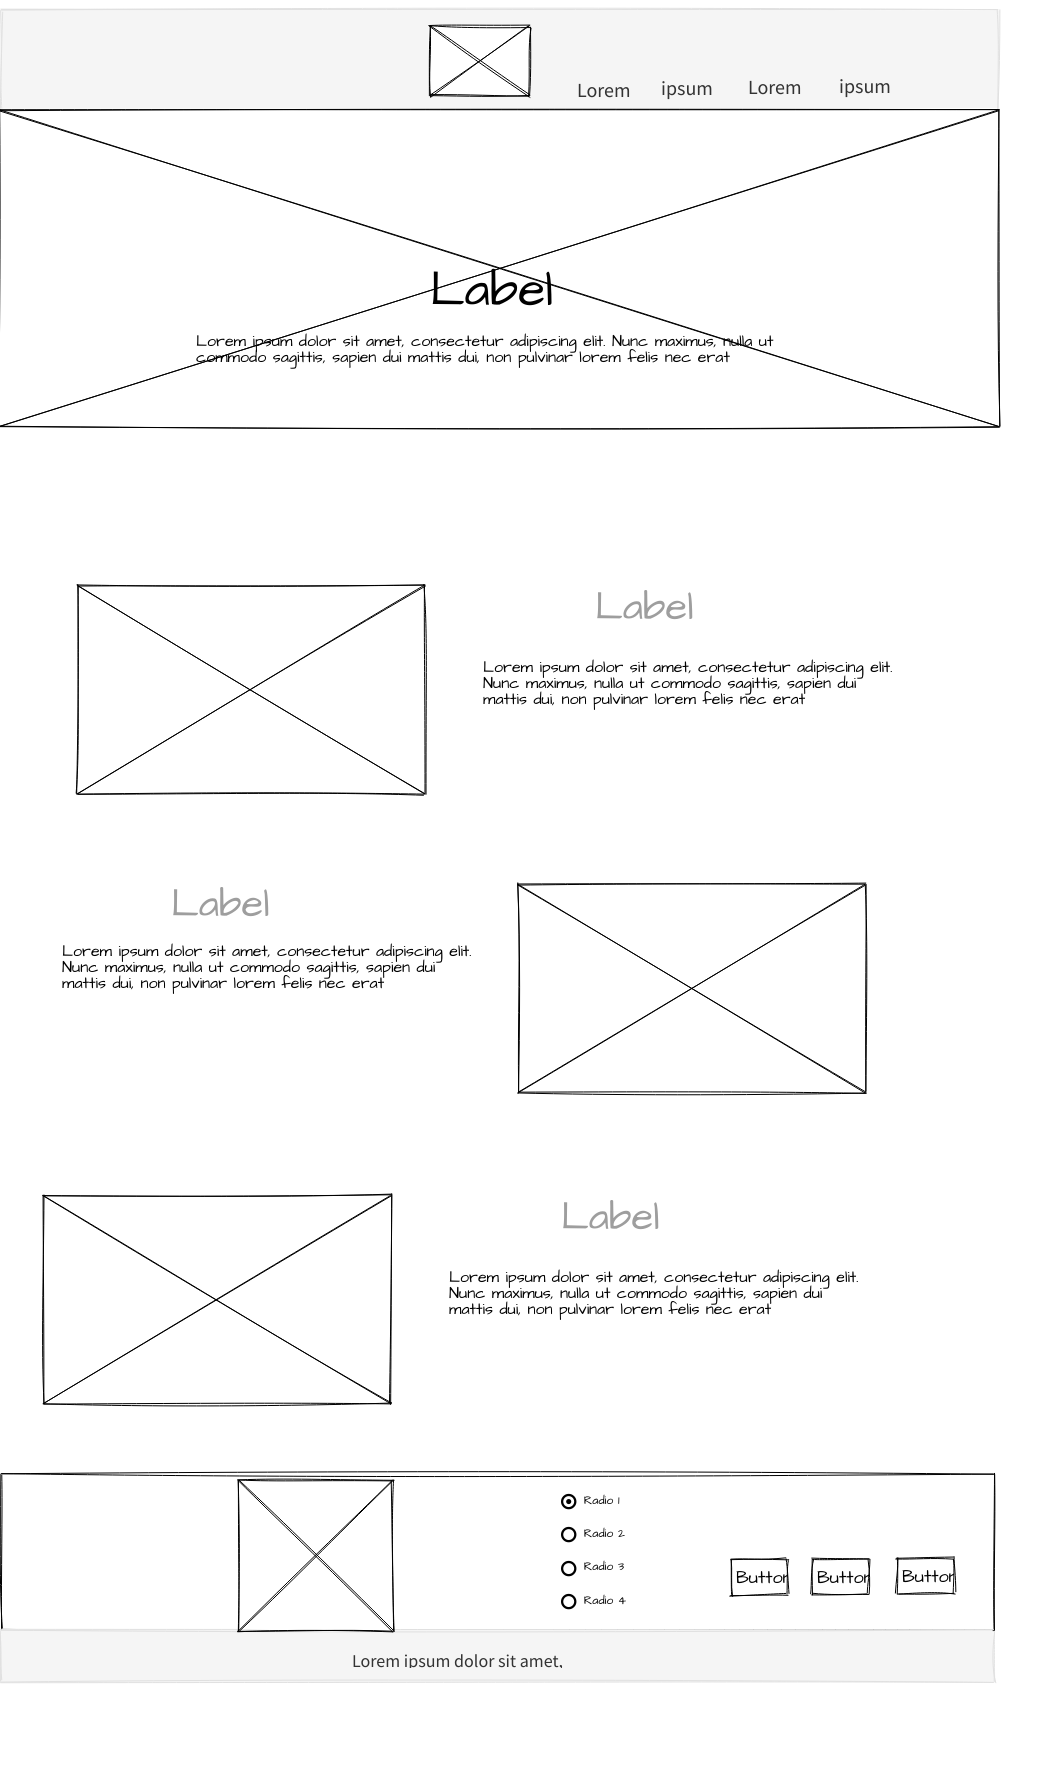 Lorem ipsum Lorem ipsum
Label
Lorem ipsum dolor sit amet, consectetur adipiscing elit. Nunc maximus, nulla ut
commodo sagittis, sapien dui mattis dui, non pulvinar lorem felis nec erat
Label
Lorem ipsum dolor sit amet, consectetur adipiscing elit.
Nunc maximus, nulla ut commodo sagittis, sapien dui
mattis dui, non pulvinar lorem felis nec erat
Label
Lorem ipsum dolor sit amet, consectetur adipiscing elit.
Nunc maximus, nulla ut commodo sagittis, sapien dui
mattis dui, non pulvinar lorem felis nec erat
Label
Lorem ipsum dolor sit amet, consectetur adipiscing elit.
Nunc maximus, nulla ut commodo sagittis, sapien dui
mattis dui, non pulvinar lorem felis nec erat
Radio 1
Radio 2
Radio 3
Radio 4
Button Button Button
Lorem ipsum dolor sit amet,